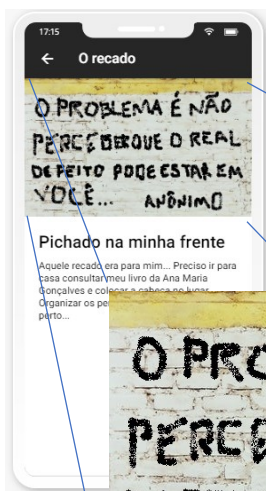 17:15
O recado
O PROBLEMA É NÃO
PERCEBER QUE O REAL
DEFEITO PODE ESTAR EM
VOCÊ... ANÔNIMO
Pichado na minha frente
Aquele recado era para mim... Preciso ir para
casa consultar meu livro da Ana Maria
Gonçalves e colocar a cabeça no lugar.
Organizar os
perto...
O PRO
PERCE